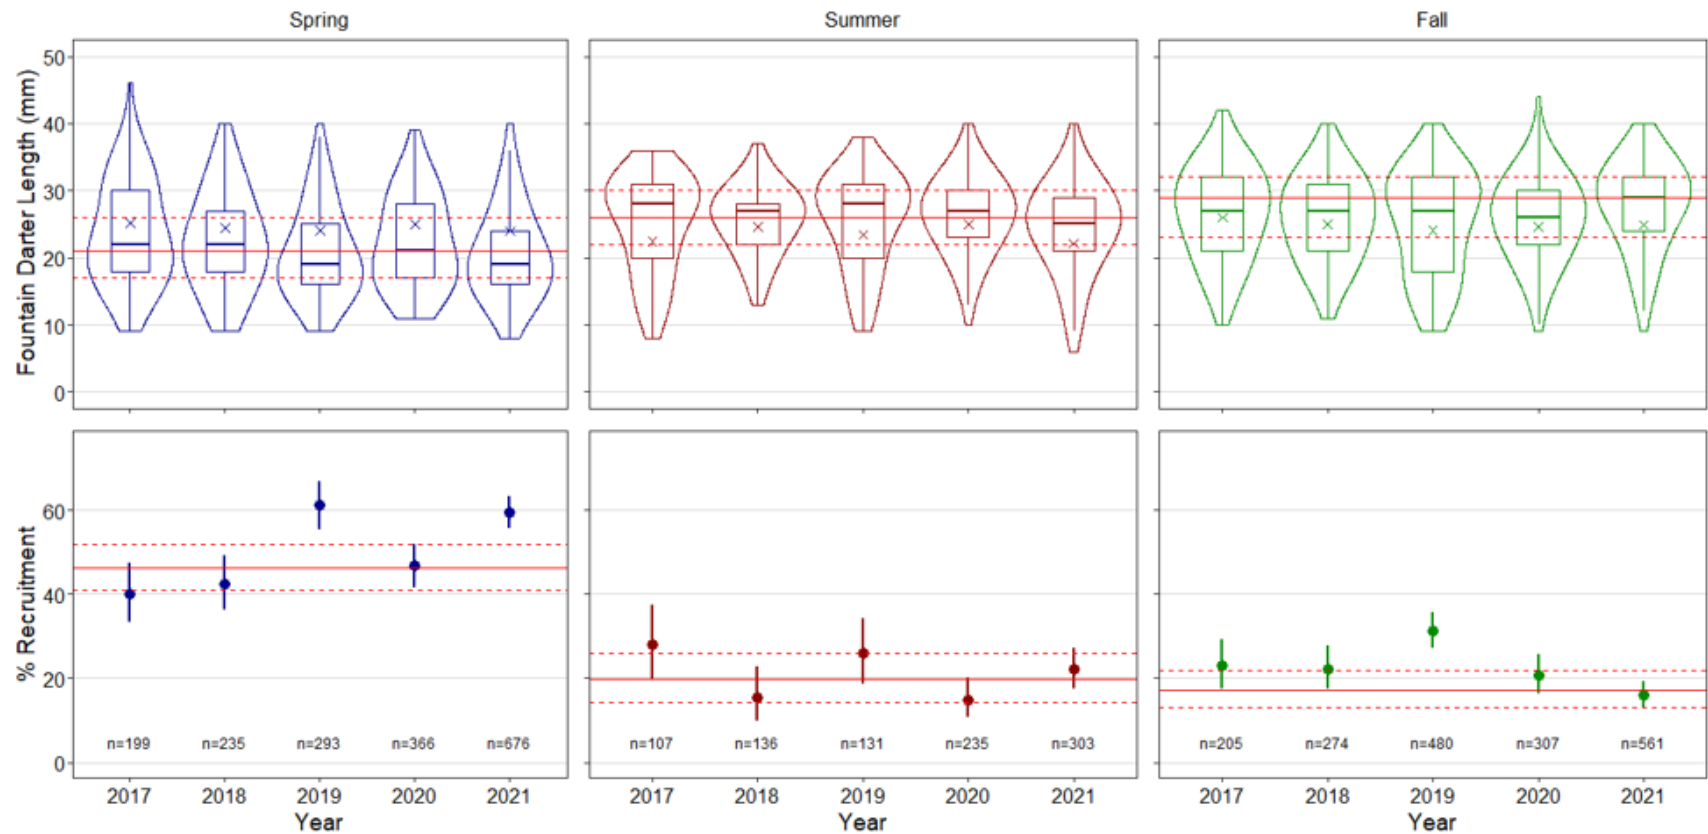 Spring Summer Fall
Fountain Darter Length (mm)
50
40
30
20
10
0
% Recruitment
60
40
20
0
n=199 n=235 n=293 n=366 n=676 n=107 n=136 n=131 n=235 n=303 n=205 n=274 n=480 n=307 n=561
2017 2018 2019 2020 2021 2017 2018 2019 2020 2021 2017 2018 2019 2020 2021
Year Year Year